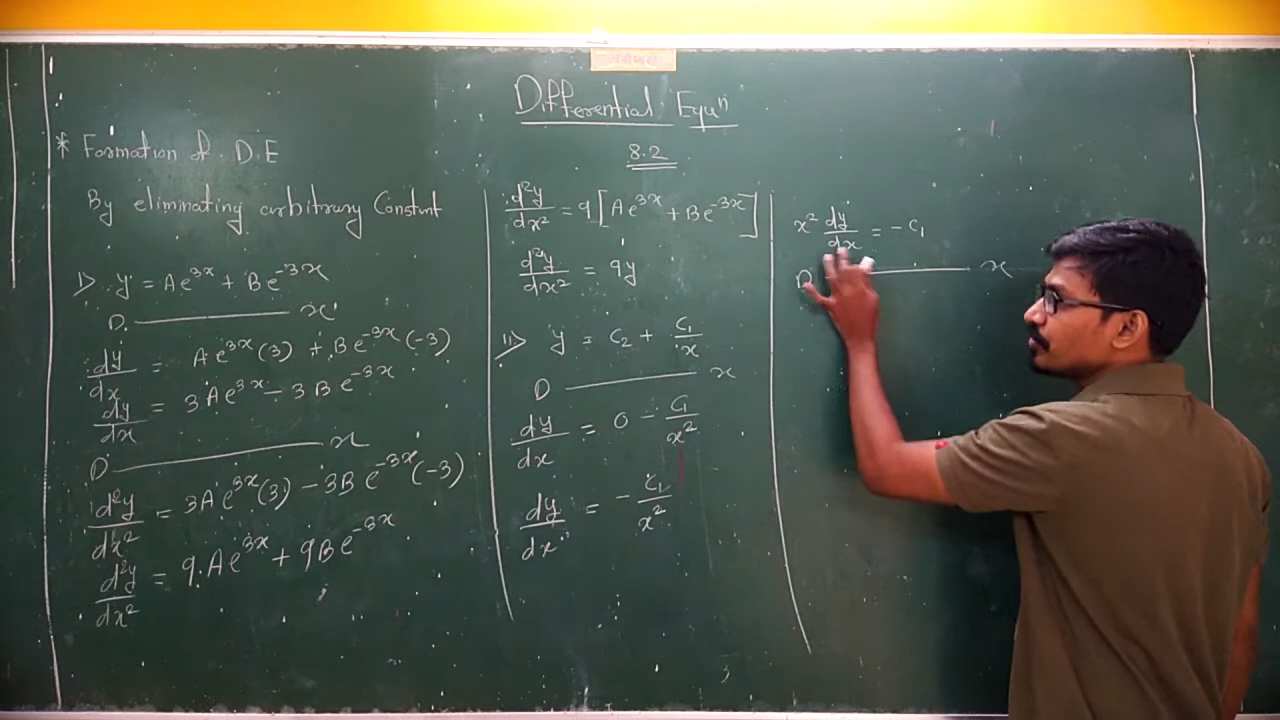 Differential Equⁿ
8.2
* Formation of D.E
By eliminating arbitrary Constant
i> y = Ae^{3x} + Be^{-3x}
D. ——— x
dy/dx = Ae^{3x}(3) + Be^{-3x}(-3)
dy/dx = 3Ae^{3x} - 3Be^{-3x}
D ——— x
d²y/dx² = 3Ae^{3x}(3) - 3Be^{-3x}(-3)
d²y/dx² = 9.Ae^{3x} + 9Be^{-3x}
d²y/dx² = 9[Ae^{3x} + Be^{-3x}]
d²y/dx² = 9y
ii> y = C₂ + C₁/x
D ——— x
dy/dx = 0 - C₁/x²
dy/dx = - C₁/x²
x² dy/dx = -C₁
D ——— x